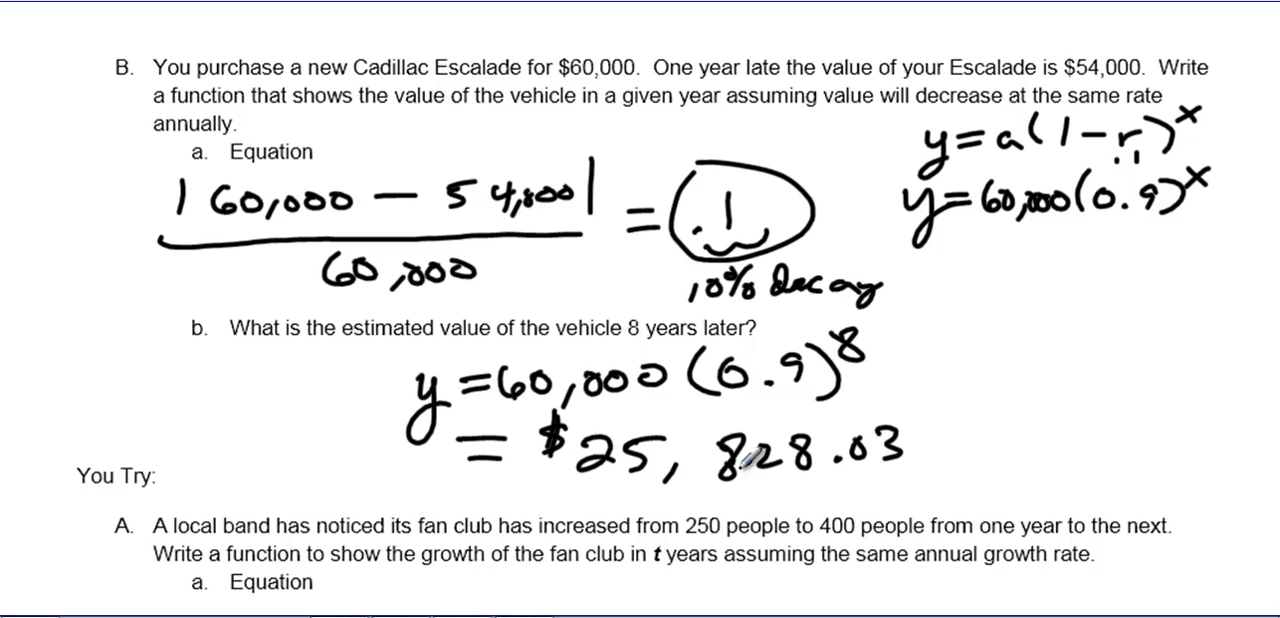 B. You purchase a new Cadillac Escalade for $60,000. One year late the value of your Escalade is $54,000. Write
a function that shows the value of the vehicle in a given year assuming value will decrease at the same rate
annually.
y=a(1-r)^x
a. Equation
|60,000 - 54,000|
60,000
= .1
10% Decay
y=60,000(0.9)^x
b. What is the estimated value of the vehicle 8 years later?
y=60,000(0.9)^8
= $25,828.03
You Try:
A. A local band has noticed its fan club has increased from 250 people to 400 people from one year to the next.
Write a function to show the growth of the fan club in t years assuming the same annual growth rate.
a. Equation